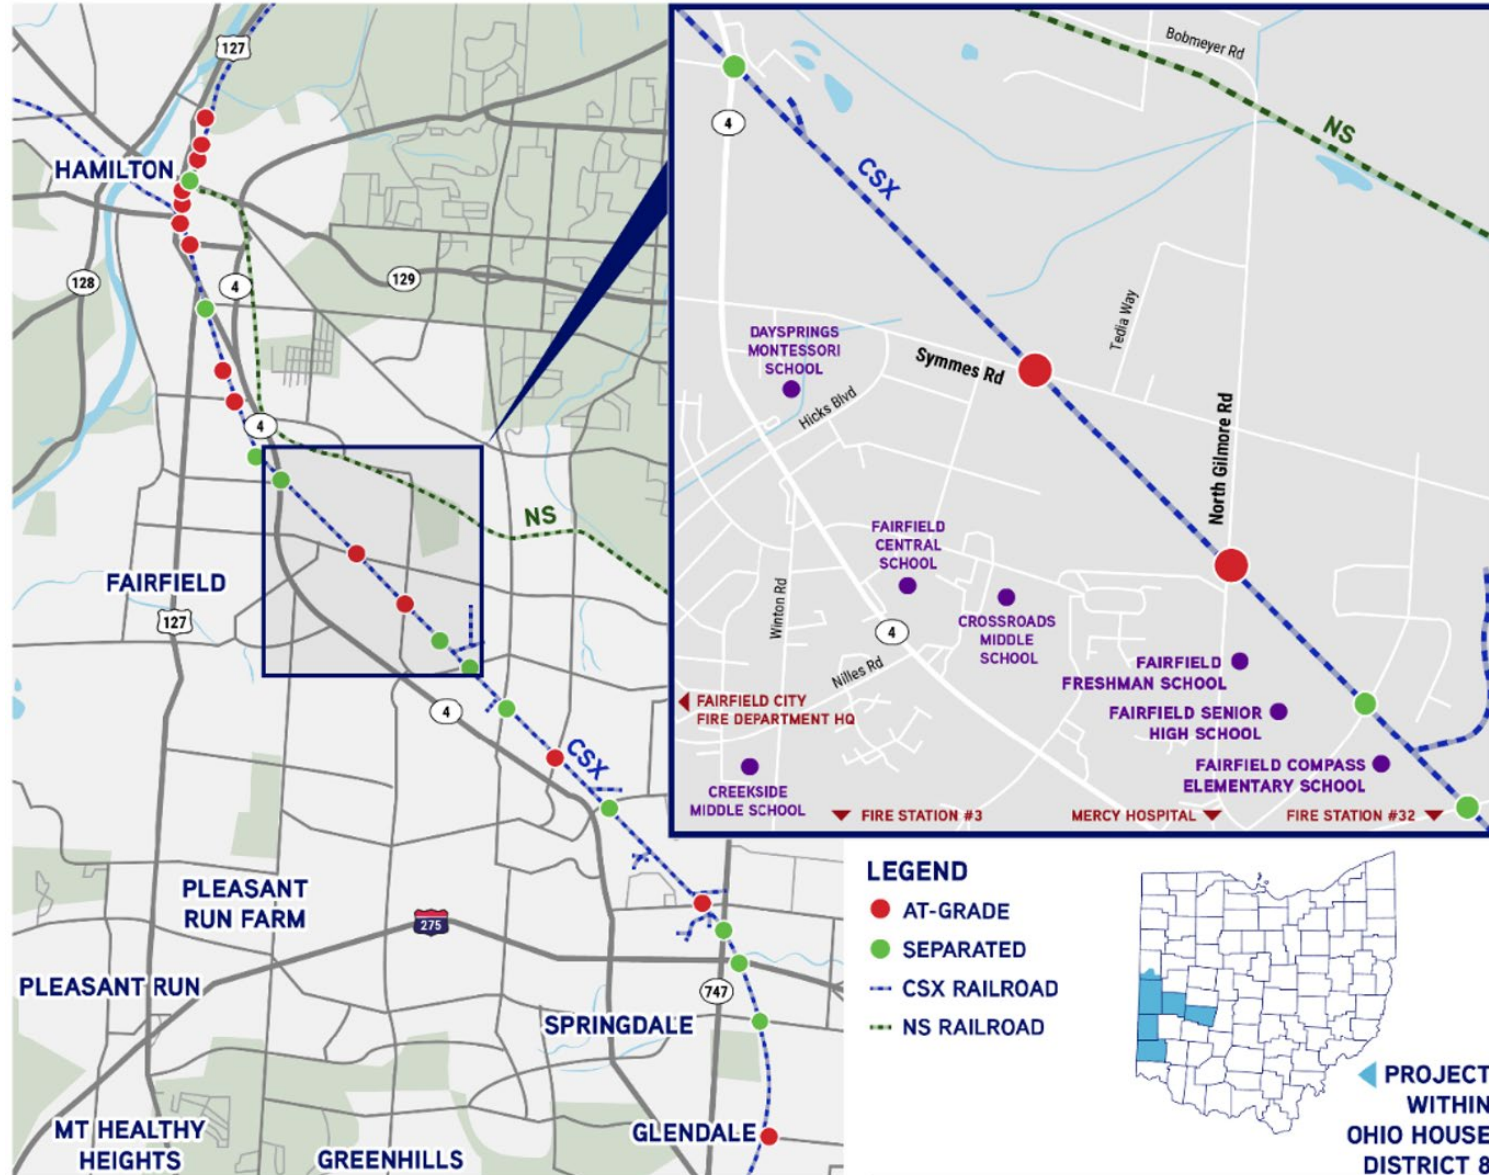 127
HAMILTON
128
4
129
4
NS
FAIRFIELD
127
4
CSX
PLEASANT
RUN FARM
275
PLEASANT RUN
747
SPRINGDALE
MT HEALTHY
HEIGHTS
GREENHILLS
GLENDALE
Bobmeyer Rd
4
NS
CSX
DAYSPRINGS
MONTESSORI
SCHOOL
Symmes Rd
Tedia Way
Hicks Blvd
North Gilmore Rd
FAIRFIELD
CENTRAL
SCHOOL
Winton Rd
CROSSROADS
MIDDLE
SCHOOL
4
Nilles Rd
FAIRFIELD
FRESHMAN SCHOOL
FAIRFIELD CITY
FIRE DEPARTMENT HQ
FAIRFIELD SENIOR
HIGH SCHOOL
FAIRFIELD COMPASS
ELEMENTARY SCHOOL
CREEKSIDE
MIDDLE SCHOOL
FIRE STATION #3
MERCY HOSPITAL
FIRE STATION #32
LEGEND
AT-GRADE
SEPARATED
CSX RAILROAD
NS RAILROAD
PROJECT
WITHIN
OHIO HOUSE
DISTRICT 8